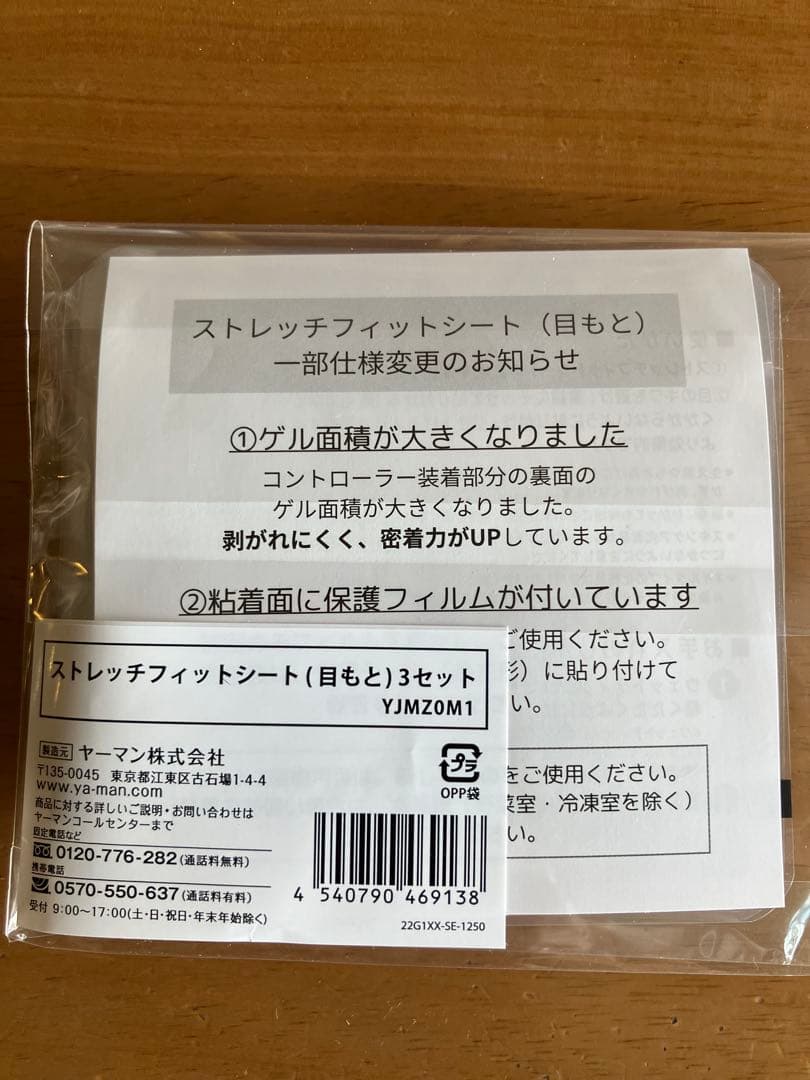 ストレッチフィットシート（目もと）
一部仕様変更のお知らせ
①ゲル面積が大きくなりました
コントローラー装着部分の裏面の
ゲル面積が大きくなりました。
剥がれにくく、密着力がUPしています。
②粘着面に保護フィルムが付いています
ご使用ください。
形）に貼り付けて
い。
をご使用ください。
菜室・冷凍室を除く）
い。
ストレッチフィットシート(目もと)3セット
YJMZ0M1
製造元 ヤーマン株式会社
〒135-0045 東京都江東区古石場1-4-4
www.ya-man.com
商品に対する詳しいご説明・お問い合わせは
ヤーマンコールセンターまで
固定電話など
0120-776-282(通話料無料)
携帯電話
0570-550-637(通話料有料)
受付 9:00〜17:00(土・日・祝日・年末年始除く)
プラ
OPP袋
4 540790 469138
22G1XX-SE-1250